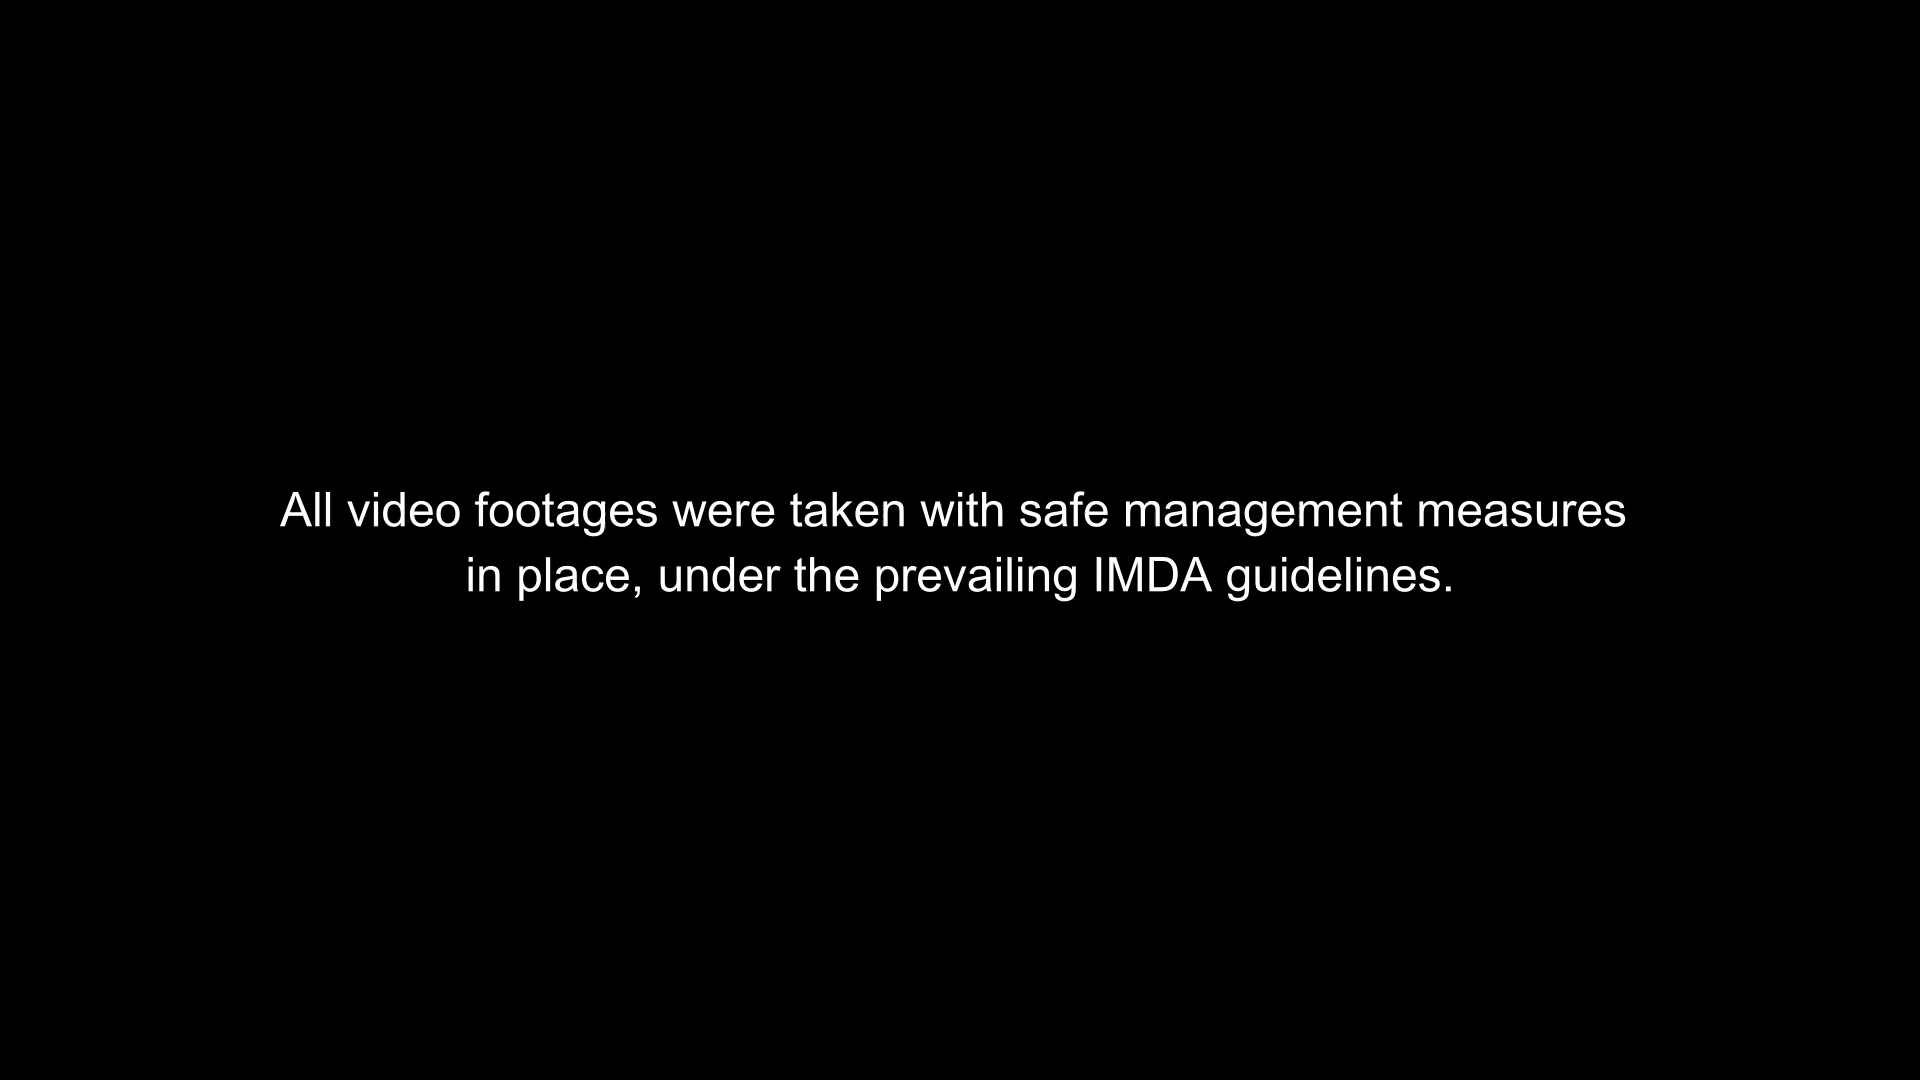 All video footages were taken with safe management measures
in place, under the prevailing IMDA guidelines.